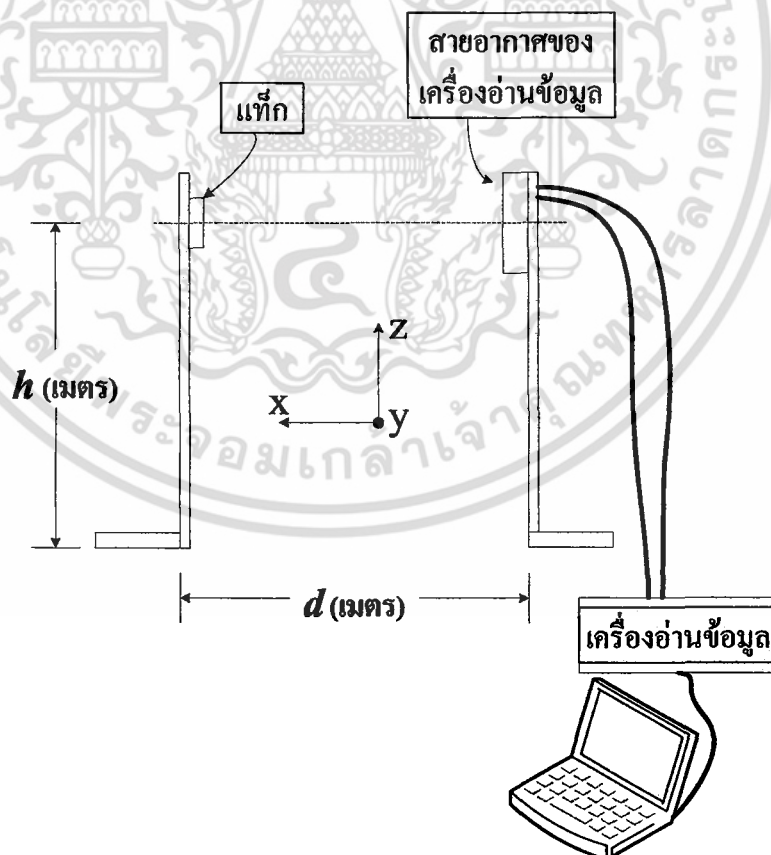 สายอากาศของ
เครื่องอ่านข้อมูล
แท็ก
z
x
y
h (เมตร)
d (เมตร)
เครื่องอ่านข้อมูล